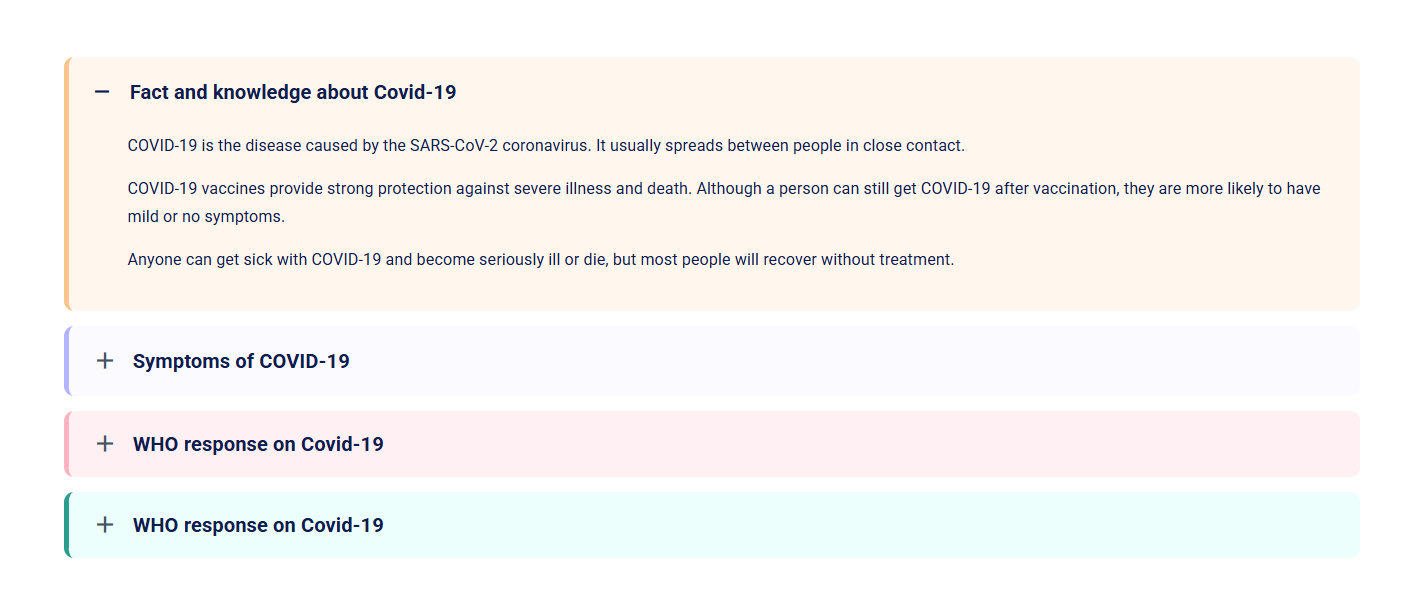 Fact and knowledge about Covid-19
COVID-19 is the disease caused by the SARS-CoV-2 coronavirus. It usually spreads between people in close contact.
COVID-19 vaccines provide strong protection against severe illness and death. Although a person can still get COVID-19 after vaccination, they are more likely to have
mild or no symptoms.
Anyone can get sick with COVID-19 and become seriously ill or die, but most people will recover without treatment.
Symptoms of COVID-19
WHO response on Covid-19
WHO response on Covid-19